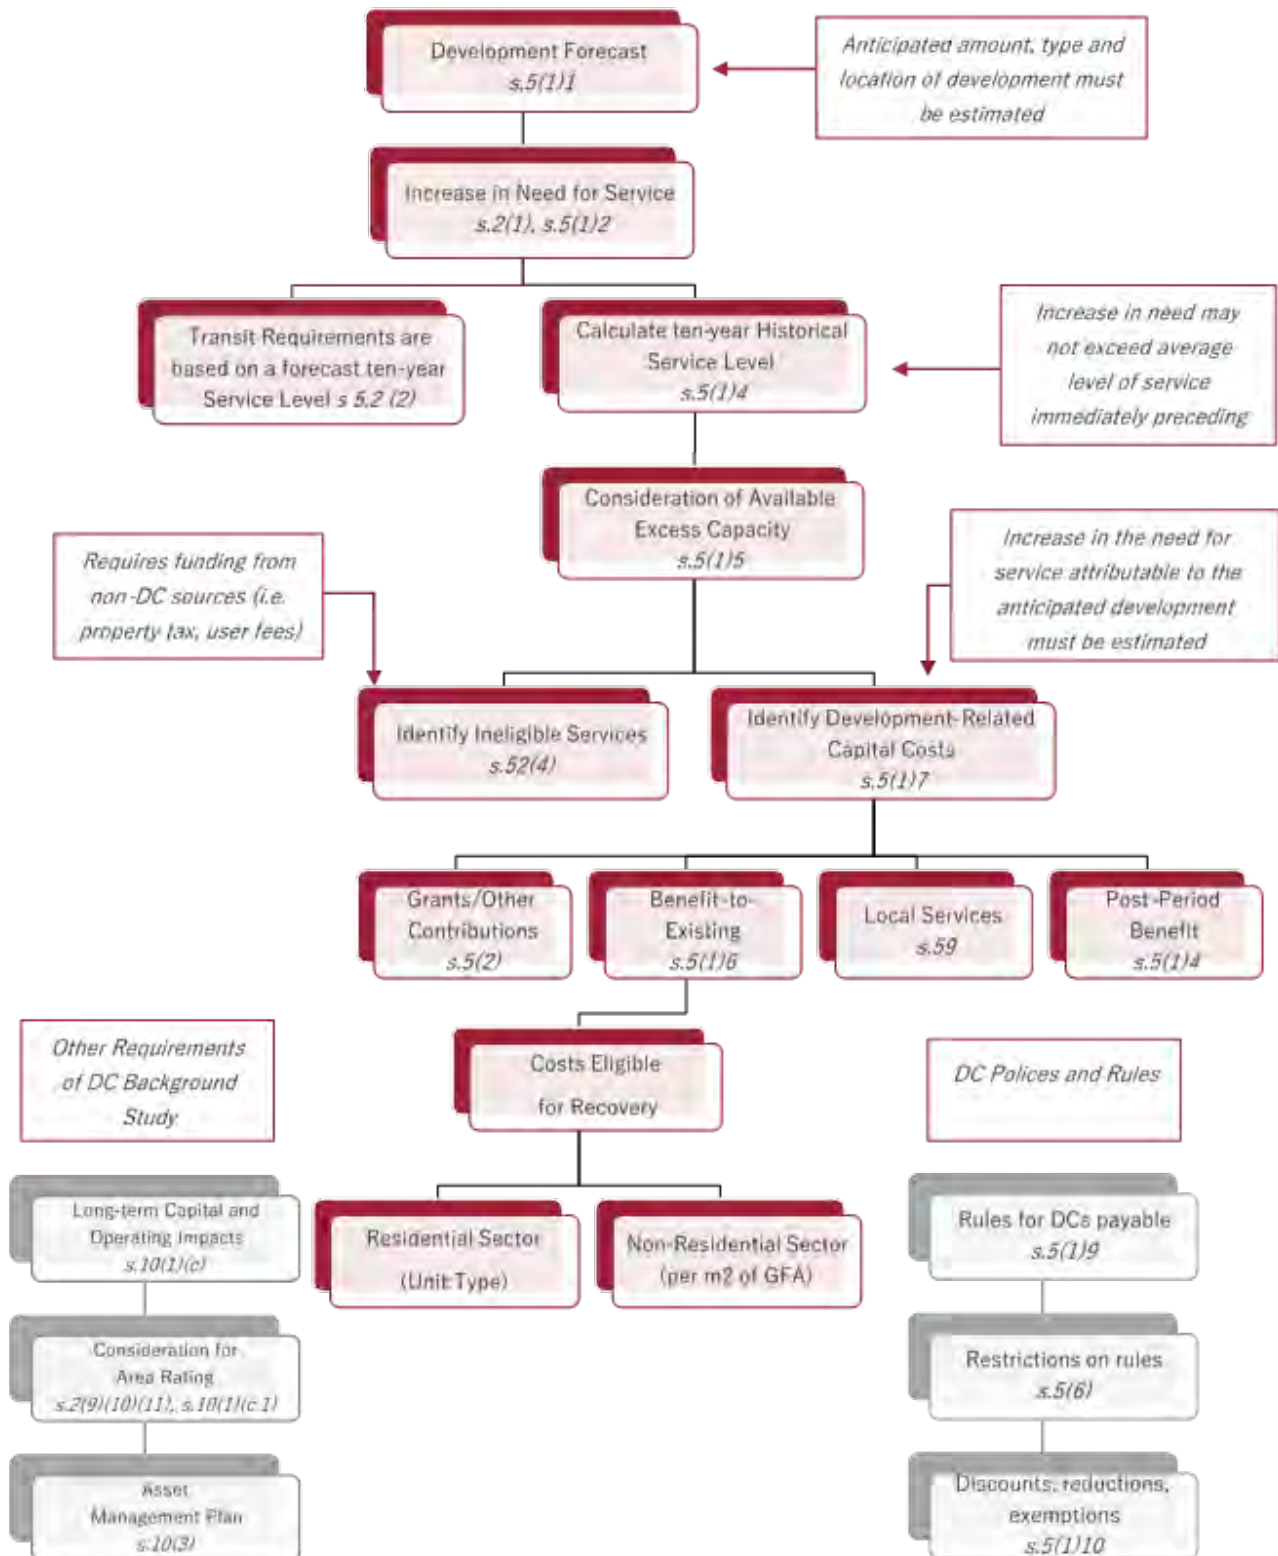 Development Forecast
s.5(1)1
Anticipated amount, type and
location of development must
be estimated
Increase in Need for Service
s.2(1), s.5(1)2
Transit Requirements are
based on a forecast ten-year
Service Level s 5.2 (2)
Calculate ten-year Historical
Service Level
s.5(1)4
Increase in need may
not exceed average
level of service
immediately preceding
Consideration of Available
Excess Capacity
s.5(1)5
Requires funding from
non-DC sources (i.e.
property tax, user fees)
Increase in the need for
service attributable to the
anticipated development
must be estimated
Identify Ineligible Services
s.52(4)
Identify Development-Related
Capital Costs
s.5(1)7
Grants/Other
Contributions
s.5(2)
Benefit-to-
Existing
s.5(1)6
Local Services
s.59
Post-Period
Benefit
s.5(1)4
Other Requirements
of DC Background
Study
Costs Eligible
for Recovery
DC Polices and Rules
Long-term Capital and
Operating Impacts
s.10(1)(c)
Residential Sector
(Unit Type)
Non-Residential Sector
(per m2 of GFA)
Rules for DCs payable
s.5(1)9
Consideration for
Area Rating
s.2(9)(10)(11), s.10(1)(c.1)
Restrictions on rules
s.5(6)
Asset
Management Plan
s.10(3)
Discounts, reductions,
exemptions
s.5(1)10